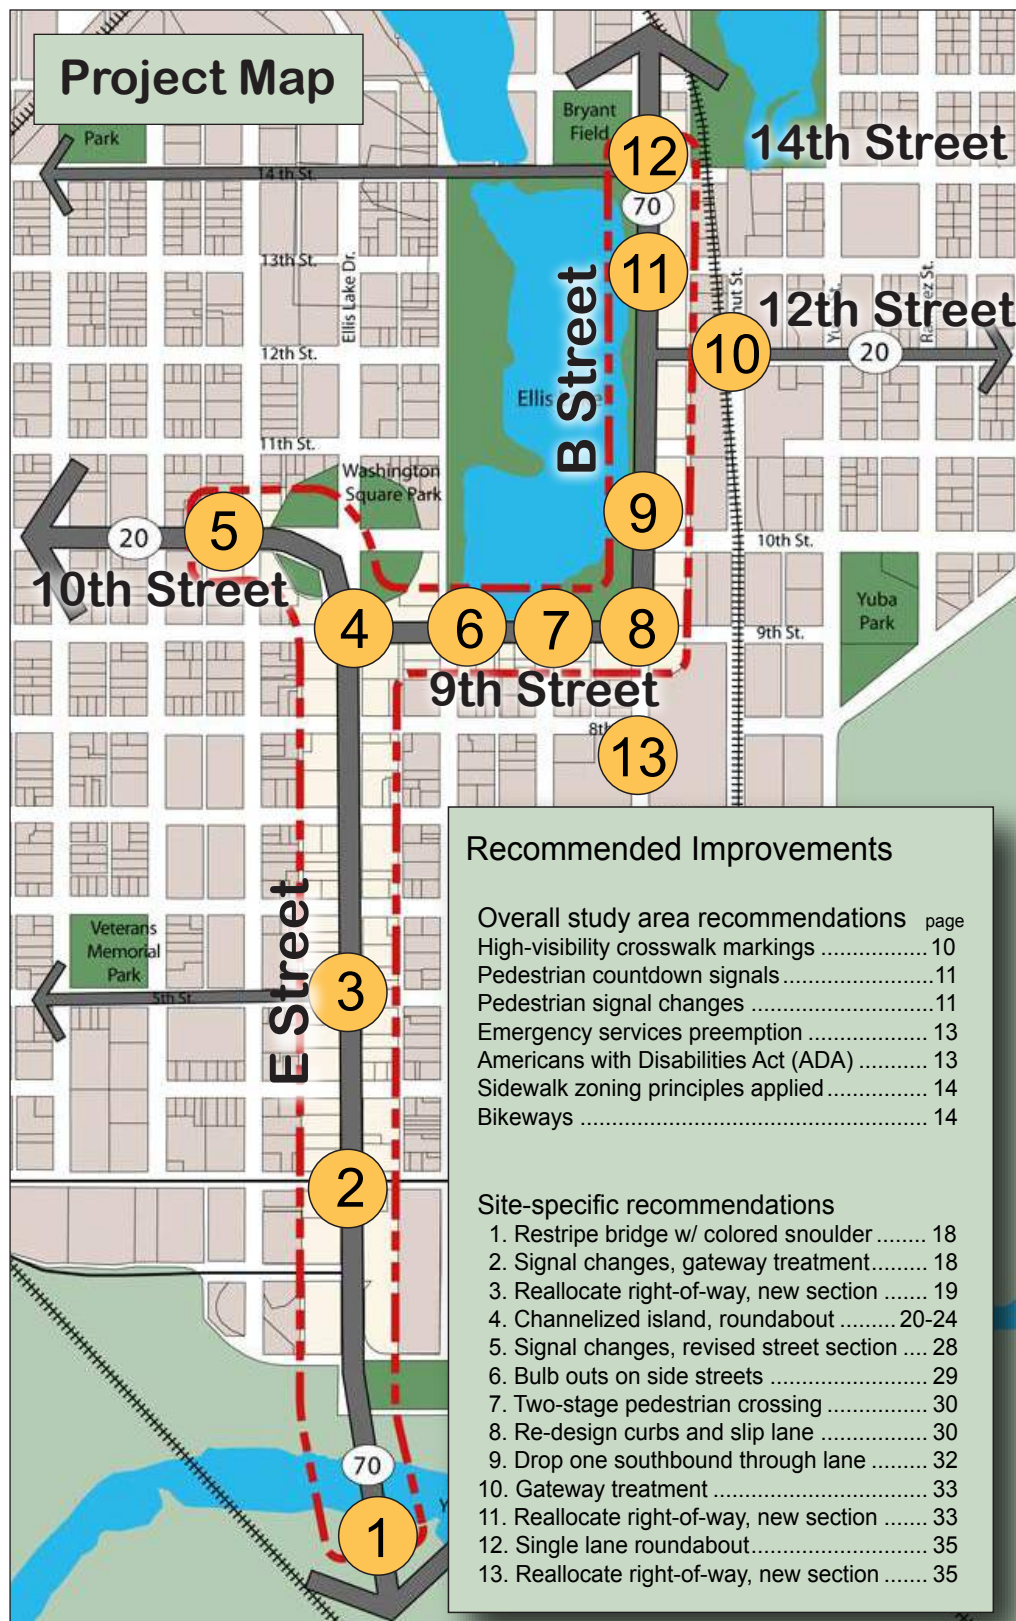 Project Map
Park
Bryant
Field
12
14th Street
14th St.
70
13th St.
Ellis Lake Dr.
11
B Street
12th Street
12th St.
10
20
Ellis
11th St.
Washington
Square Park
9
5
20
10th St.
10th Street
4
6
7
8
Yuba
Park
9th St.
9th Street
8th
13
E Street
Veterans
Memorial
Park
3
5th St.
2
70
1
Y
Recommended Improvements
Overall study area recommendations page
High-visibility crosswalk markings .................. 10
Pedestrian countdown signals ......................... 11
Pedestrian signal changes .............................. 11
Emergency services preemption ..................... 13
Americans with Disabilities Act (ADA) ........... 13
Sidewalk zoning principles applied ................. 14
Bikeways ......................................................... 14
Site-specific recommendations
1. Restripe bridge w/ colored snoulder ........ 18
2. Signal changes, gateway treatment......... 18
3. Reallocate right-of-way, new section ....... 19
4. Channelized island, roundabout ......... 20-24
5. Signal changes, revised street section .... 28
6. Bulb outs on side streets .......................... 29
7. Two-stage pedestrian crossing ................ 30
8. Re-design curbs and slip lane .................. 30
9. Drop one southbound through lane ......... 32
10. Gateway treatment ................................... 33
11. Reallocate right-of-way, new section ....... 33
12. Single lane roundabout............................. 35
13. Reallocate right-of-way, new section ....... 35